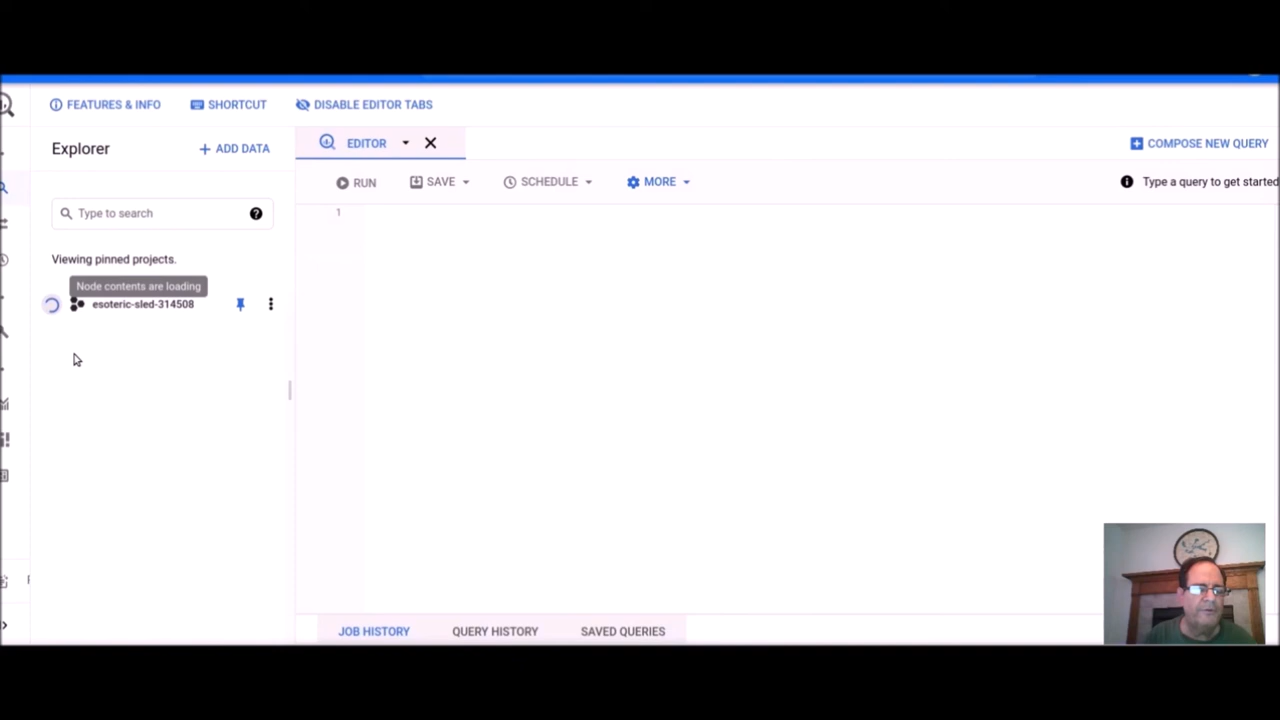 FEATURES & INFO SHORTCUT DISABLE EDITOR TABS
Explorer + ADD DATA
EDITOR
COMPOSE NEW QUERY
RUN SAVE SCHEDULE MORE
Type a query to get started
Type to search
1
Viewing pinned projects.
Node contents are loading
esoteric-sled-314508
JOB HISTORY QUERY HISTORY SAVED QUERIES